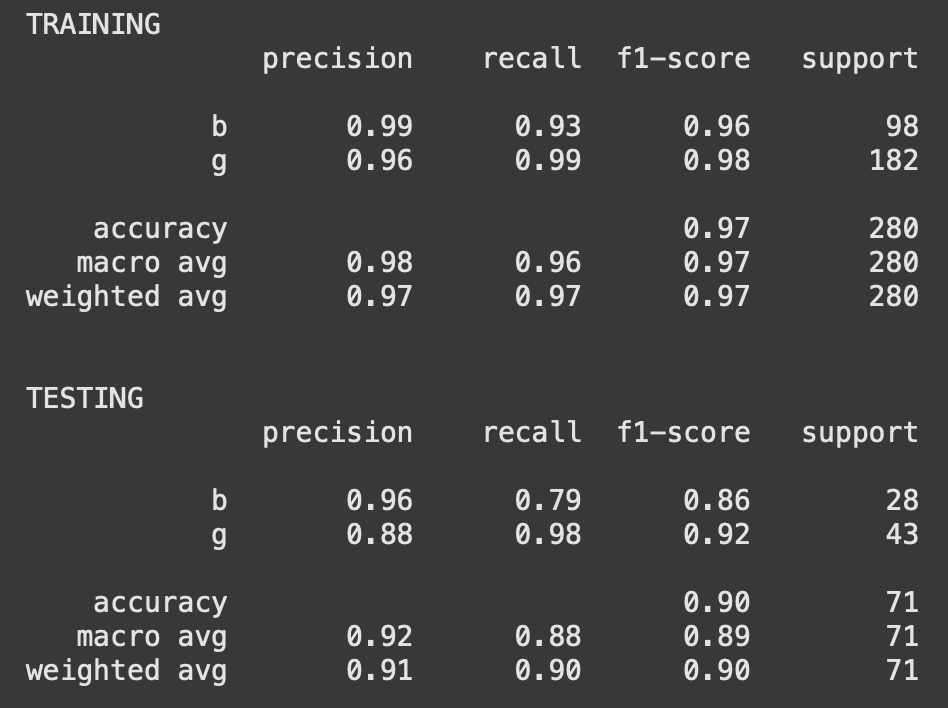 TRAINING
precision recall f1-score support
b 0.99 0.93 0.96 98
g 0.96 0.99 0.98 182
accuracy 0.97 280
macro avg 0.98 0.96 0.97 280
weighted avg 0.97 0.97 0.97 280
TESTING
precision recall f1-score support
b 0.96 0.79 0.86 28
g 0.88 0.98 0.92 43
accuracy 0.90 71
macro avg 0.92 0.88 0.89 71
weighted avg 0.91 0.90 0.90 71